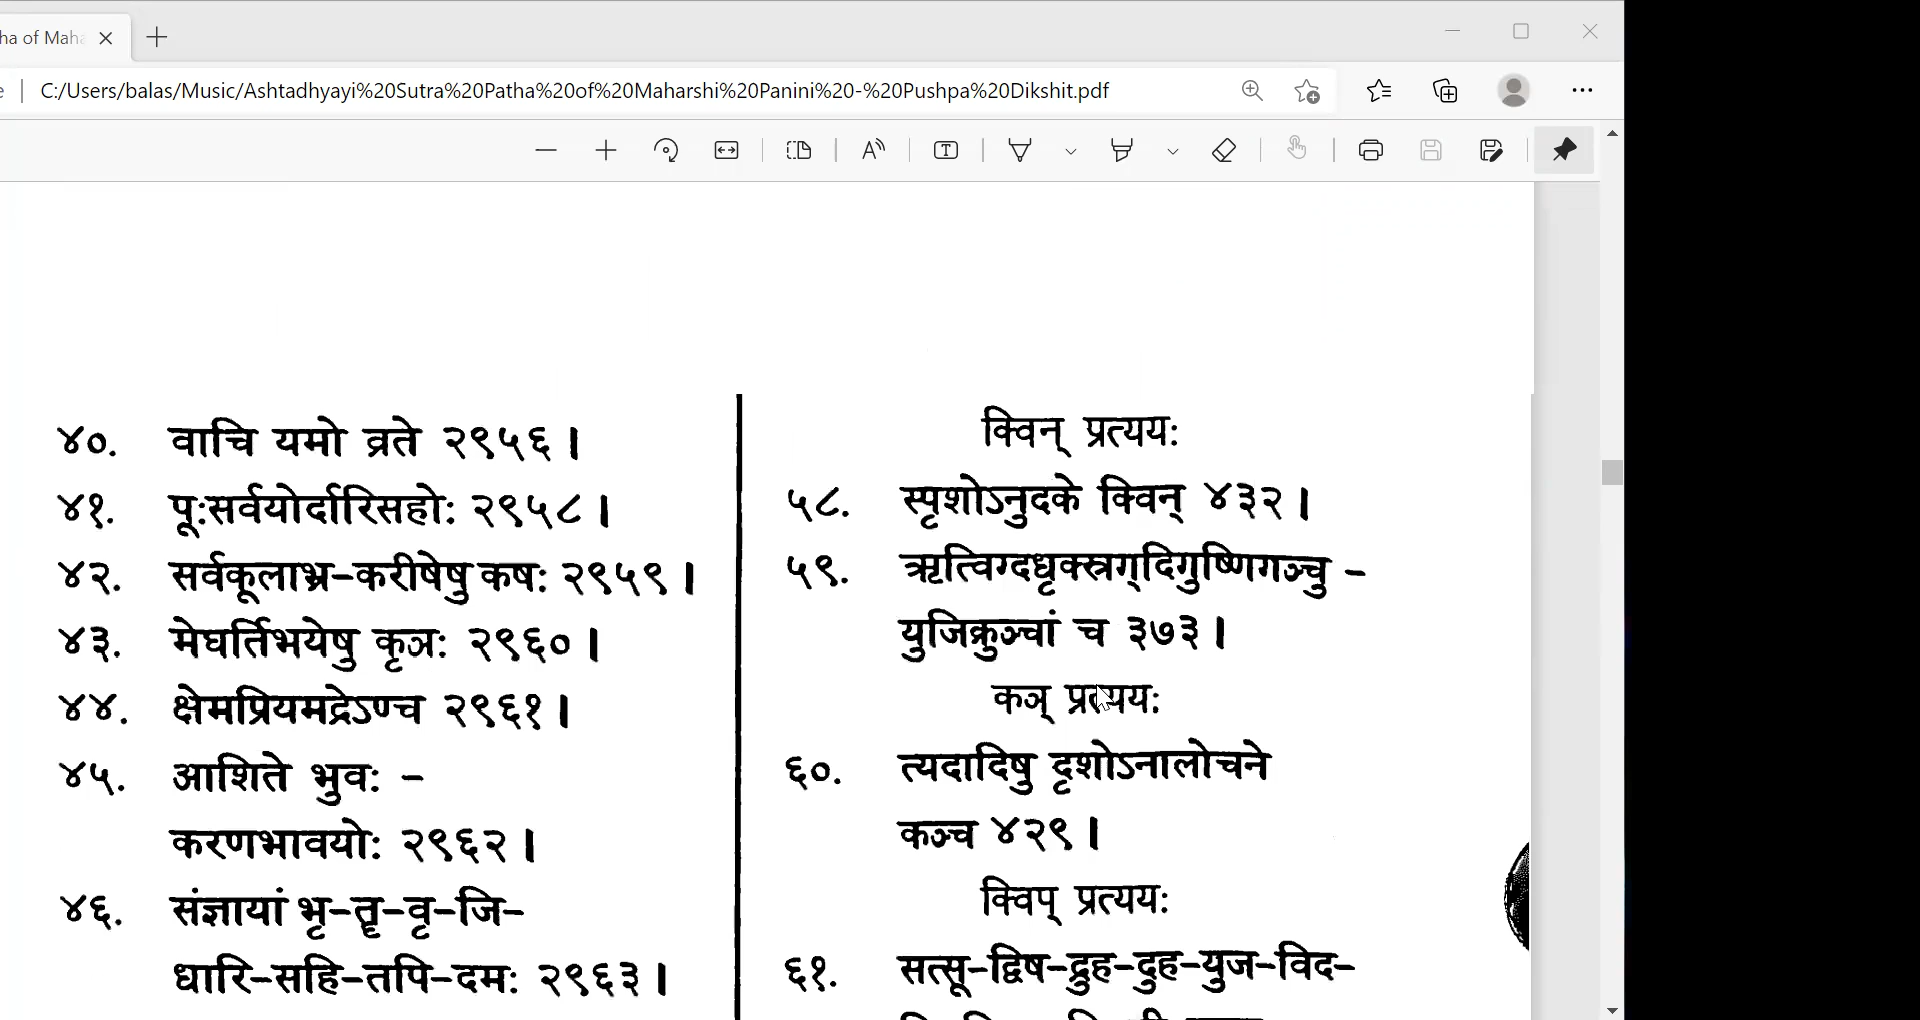 ha of Maha
C:/Users/balas/Music/Ashtadhyayi%20Sutra%20Patha%20of%20Maharshi%20Panini%20-%20Pushpa%20Dikshit.pdf
४०. वाचि यमो व्रते २९५६ ।
४१. पूःसर्वयोर्दारिसहोः २९५८ ।
४२. सर्वकूलाभ्र-करीषेषु कषः २९५९ ।
४३. मेघर्तिभयेषु कृञः २९६० ।
४४. क्षेमप्रियमद्रेऽण्च २९६१ ।
४५. आशिते भुवः -
करणभावयोः २९६२ ।
४६. संज्ञायां भृ-तॄ-वृ-जि-
धारि-सहि-तपि-दमः २९६३ ।
क्विन् प्रत्ययः
५८. स्पृशोऽनुदके क्विन् ४३२ ।
५९. ऋत्विग्दधृक्स्रग्दिगुष्णिगञ्चु -
युजिक्रुञ्चां च ३७३ ।
कञ् प्रत्ययः
६०. त्यदादिषु दृशोऽनालोचने
कञ्च ४२९ ।
क्विप् प्रत्ययः
६१. सत्सू-द्विष-द्रुह-दुह-युज-विद-